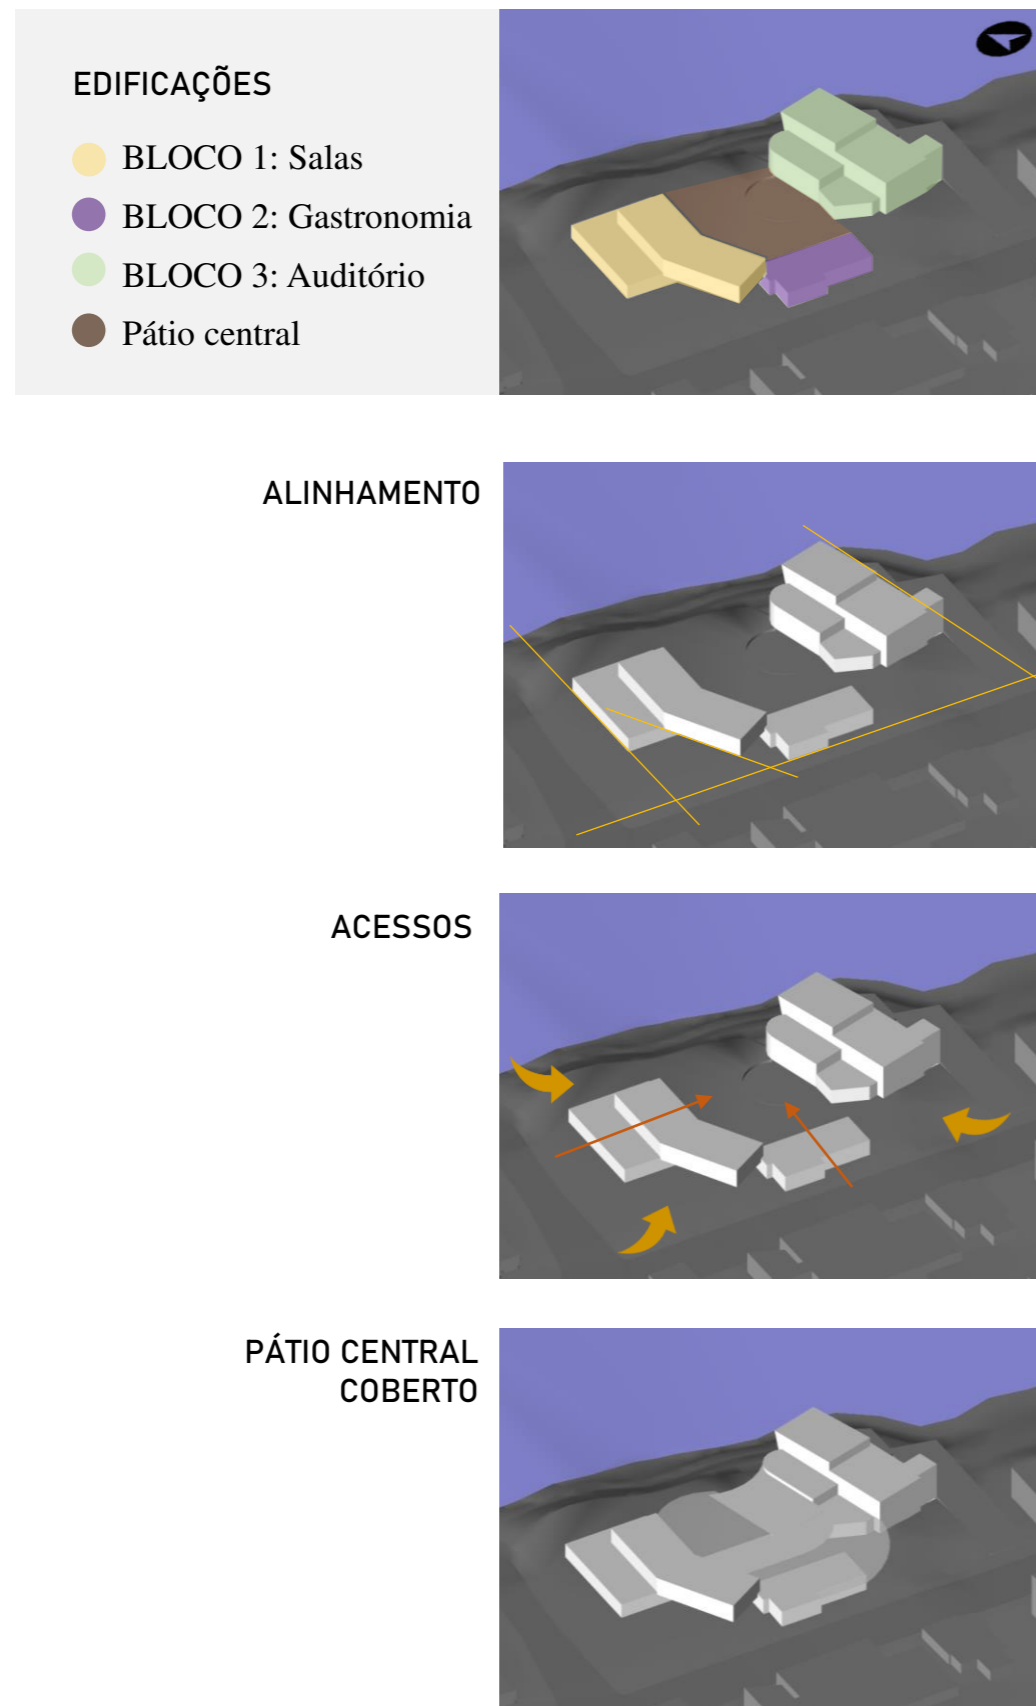 EDIFICAÇÕES
BLOCO 1: Salas
BLOCO 2: Gastronomia
BLOCO 3: Auditório
Pátio central
ALINHAMENTO
ACESSOS
PÁTIO CENTRAL
COBERTO